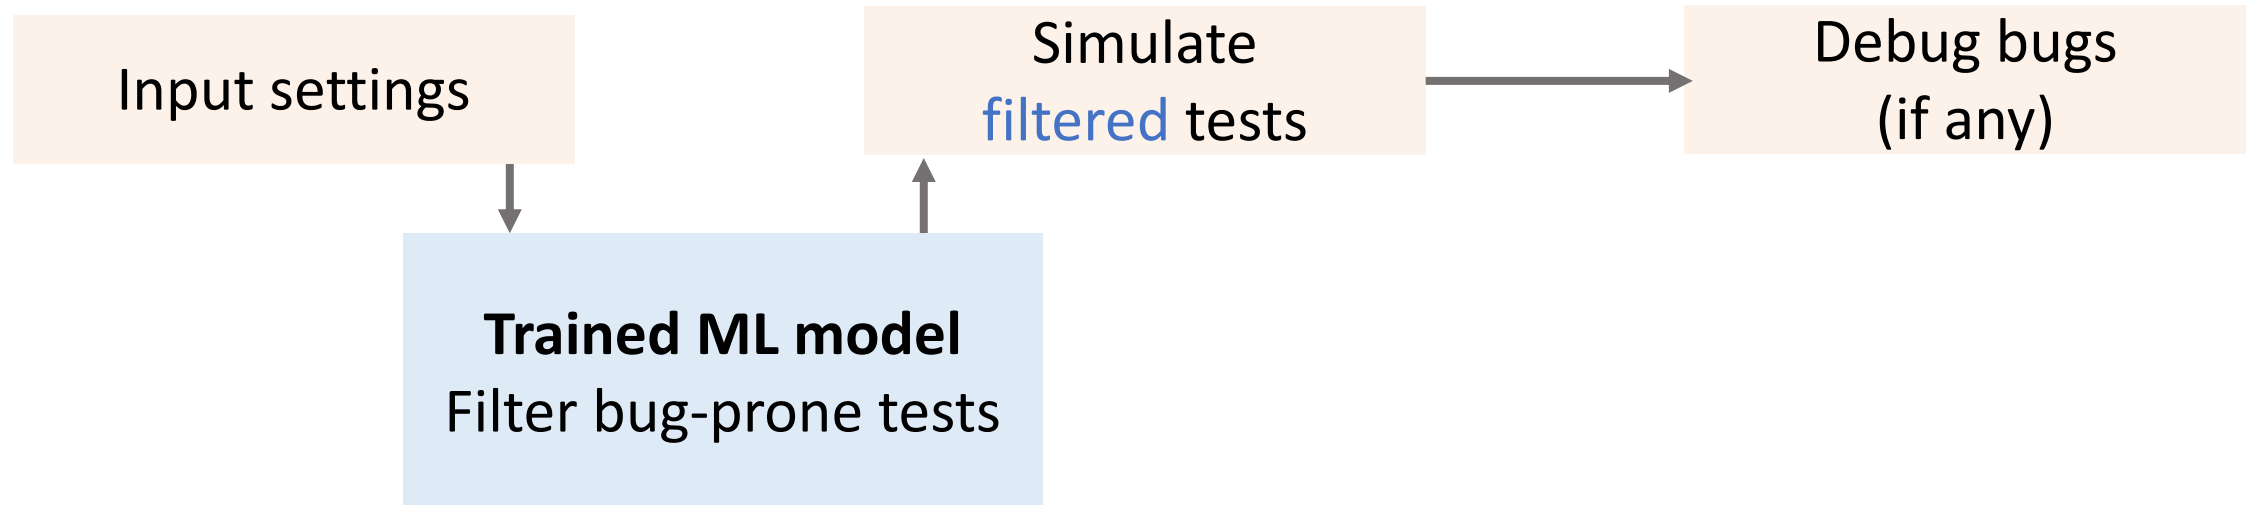 Input settings
Trained ML model
Filter bug-prone tests
Simulate
filtered tests
Debug bugs
(if any)